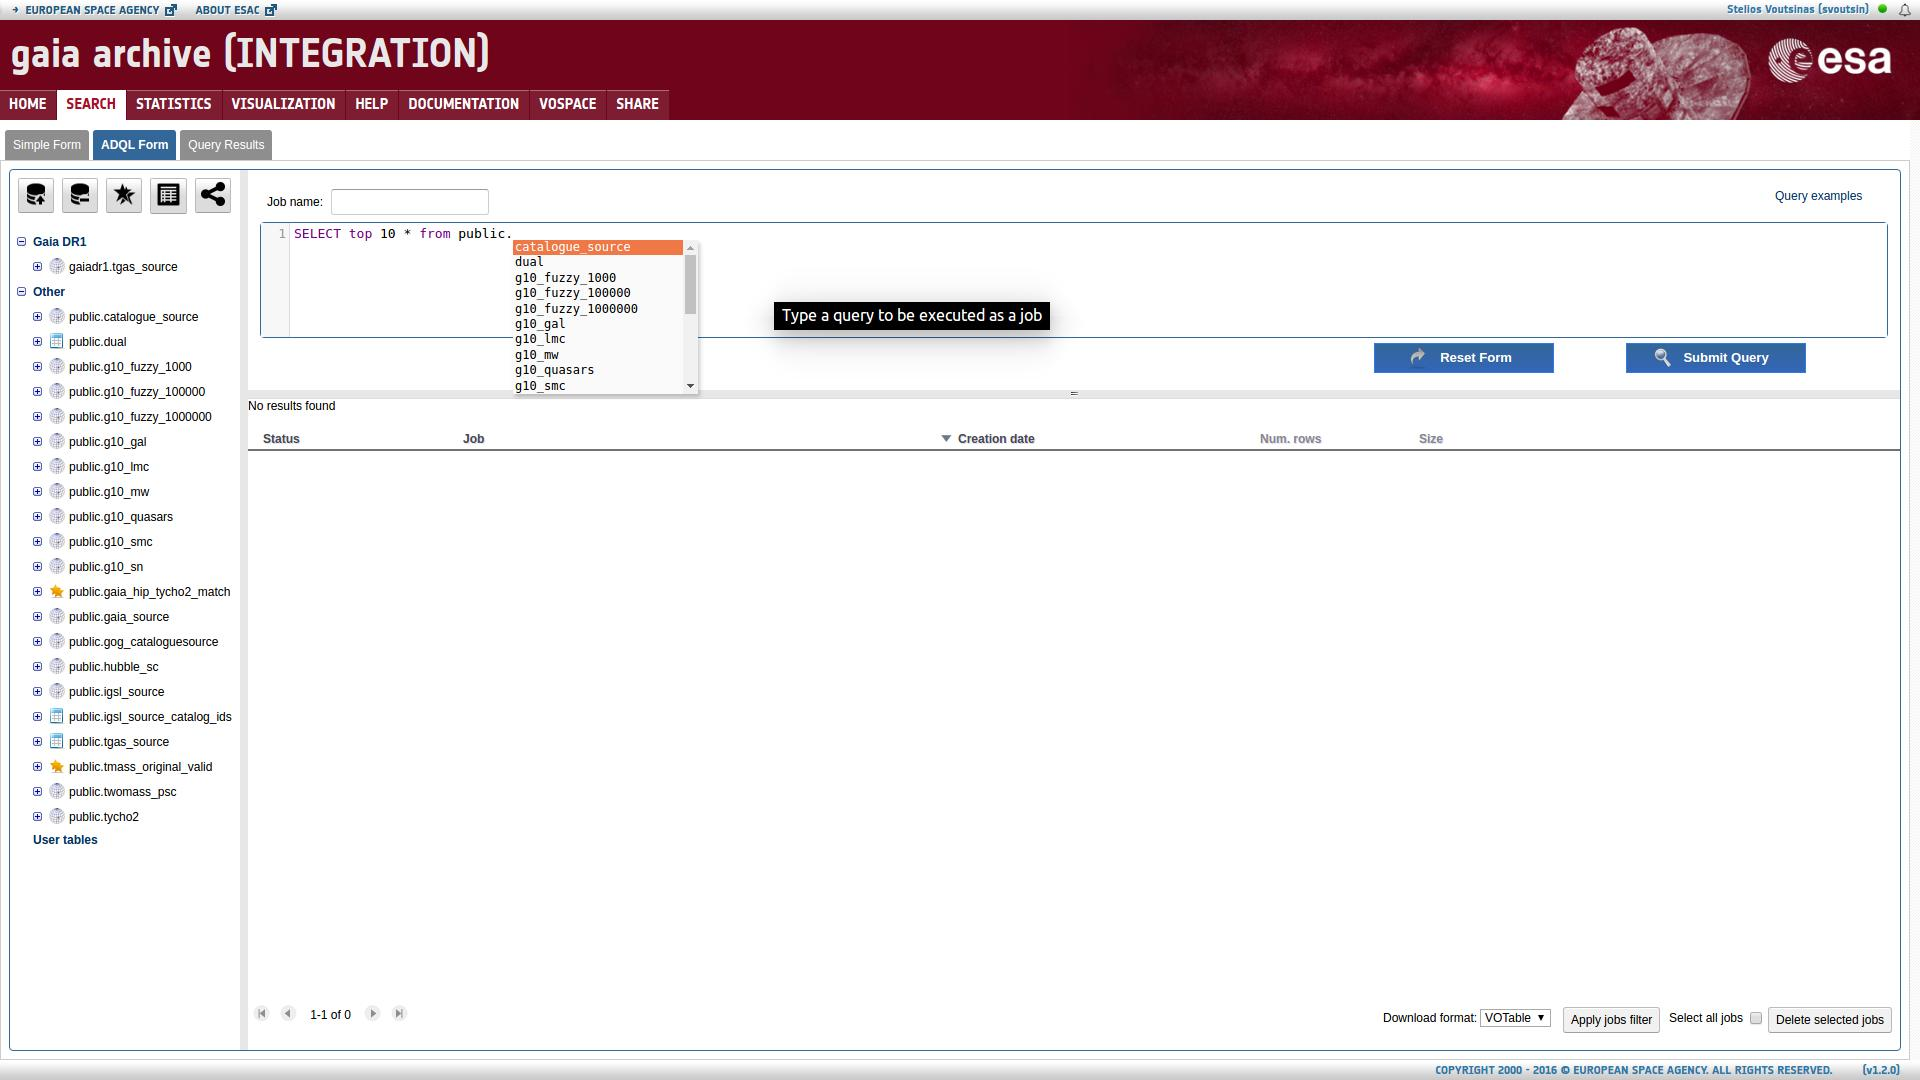 EUROPEAN SPACE AGENCY
ABOUT ESAC
Stelios Voutsinas (svoutsin)
gaia archive (INTEGRATION)
esa
HOME
SEARCH
STATISTICS
VISUALIZATION
HELP
DOCUMENTATION
VOSPACE
SHARE
Simple Form
ADQL Form
Query Results
Gaia DR1
gaiadr1.tgas_source
Other
public.catalogue_source
public.dual
public.g10_fuzzy_1000
public.g10_fuzzy_100000
public.g10_fuzzy_1000000
public.g10_gal
public.g10_lmc
public.g10_mw
public.g10_quasars
public.g10_smc
public.g10_sn
public.gaia_hip_tycho2_match
public.gaia_source
public.gog_cataloguesource
public.hubble_sc
public.igsl_source
public.igsl_source_catalog_ids
public.tgas_source
public.tmass_original_valid
public.twomass_psc
public.tycho2
User tables
Job name:
Query examples
1 SELECT top 10 * from public.
catalogue_source
dual
g10_fuzzy_1000
g10_fuzzy_100000
g10_fuzzy_1000000
g10_gal
g10_lmc
g10_mw
g10_quasars
g10_smc
Type a query to be executed as a job
Reset Form
Submit Query
No results found
Status
Job
Creation date
Num. rows
Size
1-1 of 0
Download format: VOTable
Apply jobs filter
Select all jobs
Delete selected jobs
COPYRIGHT 2000 - 2016 © EUROPEAN SPACE AGENCY. ALL RIGHTS RESERVED.
(v1.2.0)